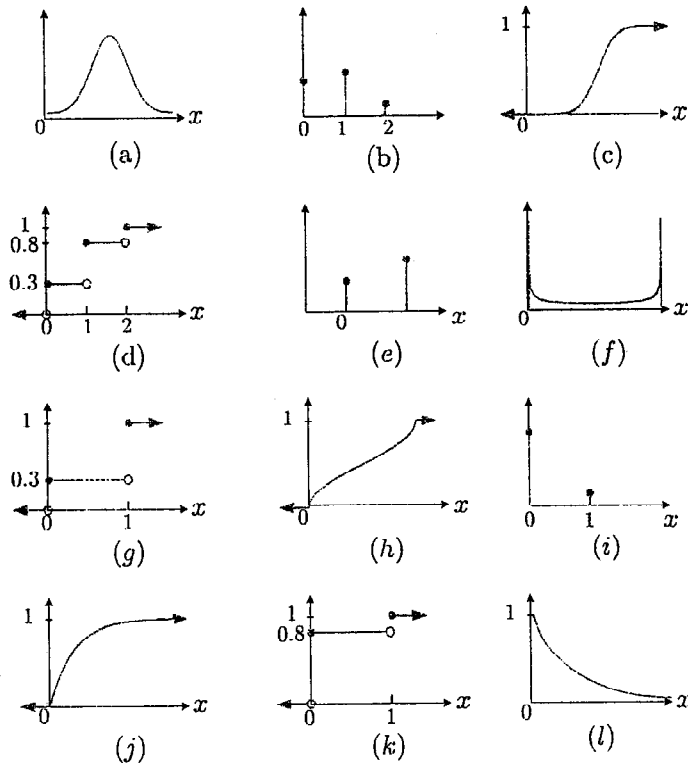 0 x
(a)
0 1 2 x
(b)
1
0 x
(c)
1
0.8
0.3
0 1 2 x
(d)
0 x
(e)
0 x
(f)
1
0.3
0 1 x
(g)
1
0 x
(h)
0 1 x
(i)
1
0 x
(j)
1
0.8
0 1 x
(k)
1
0 x
(l)